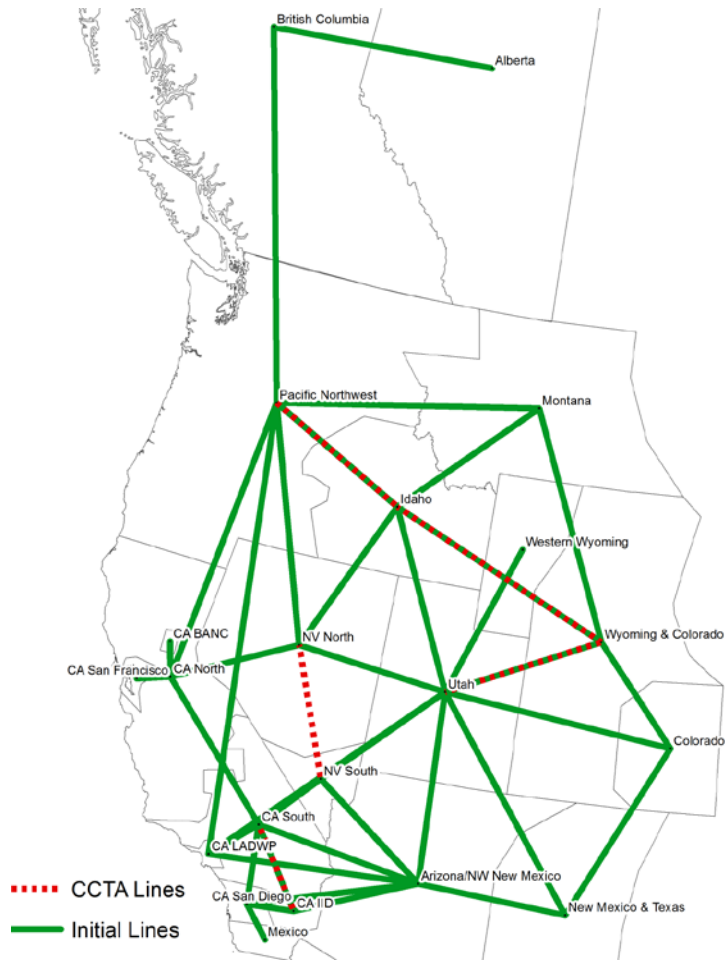 British Columbia
Alberta
Pacific Northwest
Montana
Idaho
Western Wyoming
CA BANC
NV North
Wyoming & Colorado
CA San Francisco
CA North
Utah
Colorado
NV South
CA South
CA LADWP
Arizona/NW New Mexico
CCTA Lines
CA San Diego
CA IID
New Mexico & Texas
Initial Lines
Mexico